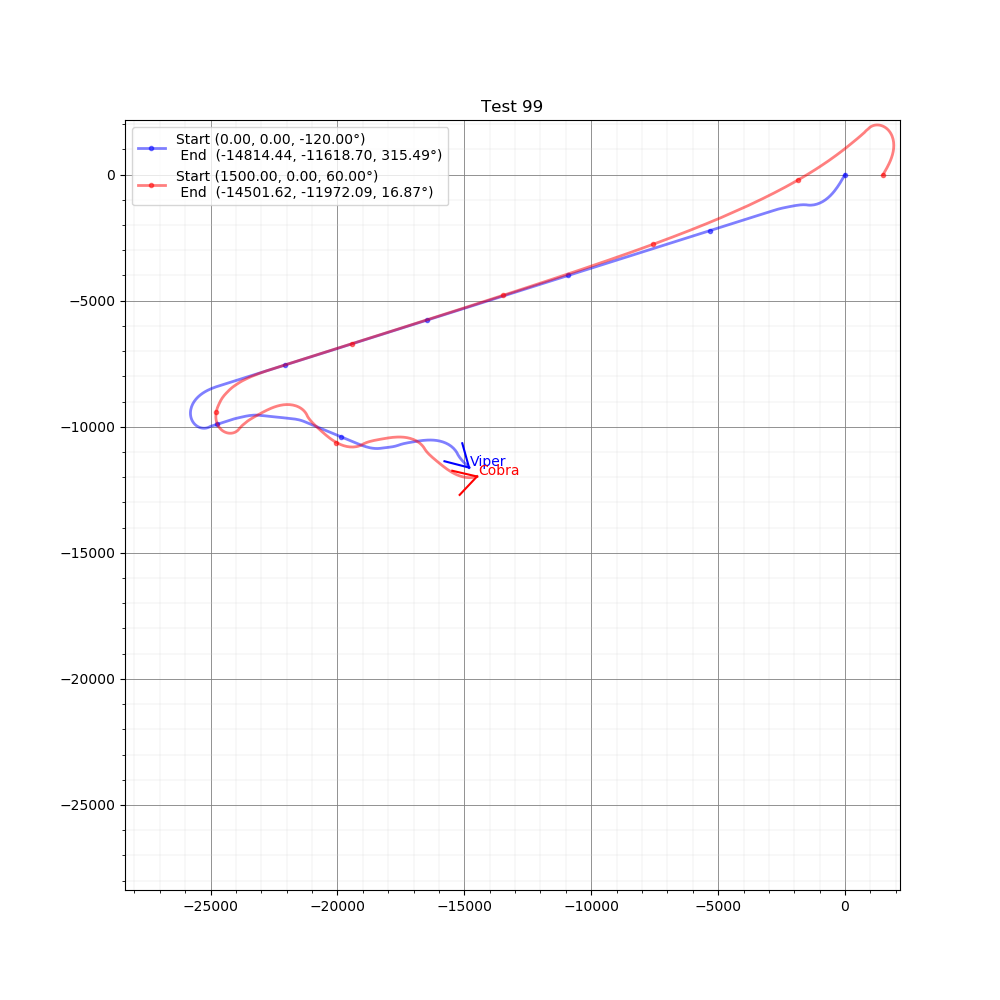 Test 99
Start (0.00, 0.00, -120.00°)
End (-14814.44, -11618.70, 315.49°)
Start (1500.00, 0.00, 60.00°)
End (-14501.62, -11972.09, 16.87°)
0
−5000
−10000
−15000
−20000
−25000
Viper
Cobra
−25000 −20000 −15000 −10000 −5000 0